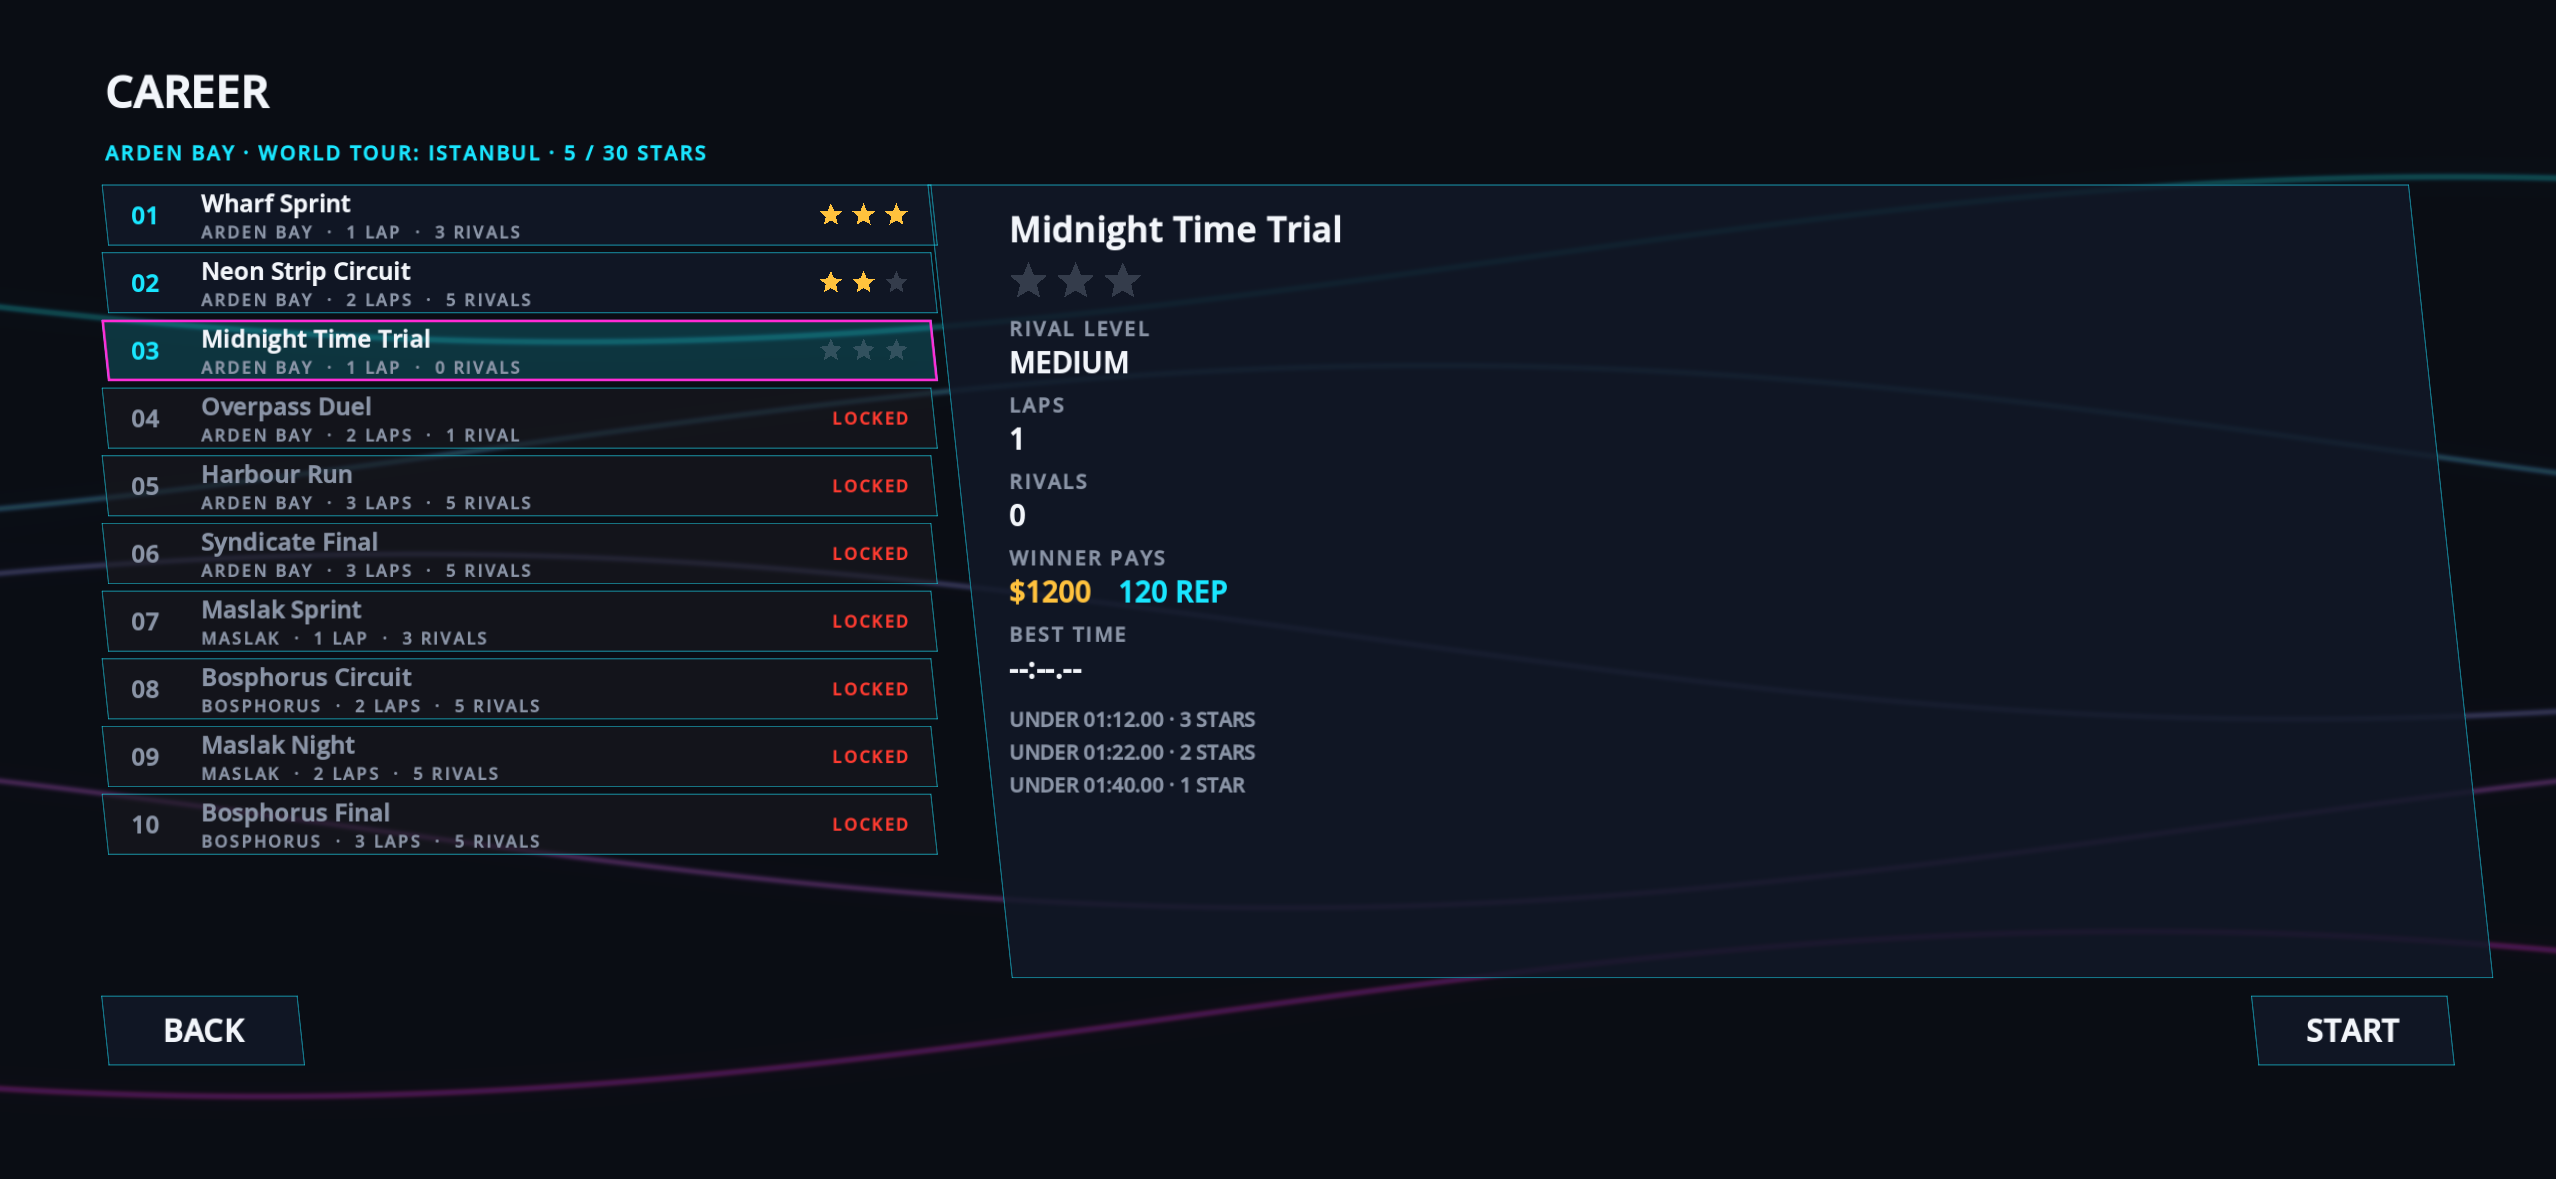 CAREER
ARDEN BAY · WORLD TOUR: ISTANBUL · 5 / 30 STARS
01
Wharf Sprint
ARDEN BAY · 1 LAP · 3 RIVALS
02
Neon Strip Circuit
ARDEN BAY · 2 LAPS · 5 RIVALS
03
Midnight Time Trial
ARDEN BAY · 1 LAP · 0 RIVALS
04
Overpass Duel
ARDEN BAY · 2 LAPS · 1 RIVAL
LOCKED
05
Harbour Run
ARDEN BAY · 3 LAPS · 5 RIVALS
LOCKED
06
Syndicate Final
ARDEN BAY · 3 LAPS · 5 RIVALS
LOCKED
07
Maslak Sprint
MASLAK · 1 LAP · 3 RIVALS
LOCKED
08
Bosphorus Circuit
BOSPHORUS · 2 LAPS · 5 RIVALS
LOCKED
09
Maslak Night
MASLAK · 2 LAPS · 5 RIVALS
LOCKED
10
Bosphorus Final
BOSPHORUS · 3 LAPS · 5 RIVALS
LOCKED
Midnight Time Trial
RIVAL LEVEL
MEDIUM
LAPS
1
RIVALS
0
WINNER PAYS
$1200 120 REP
BEST TIME
--:--.--
UNDER 01:12.00 · 3 STARS
UNDER 01:22.00 · 2 STARS
UNDER 01:40.00 · 1 STAR
BACK
START